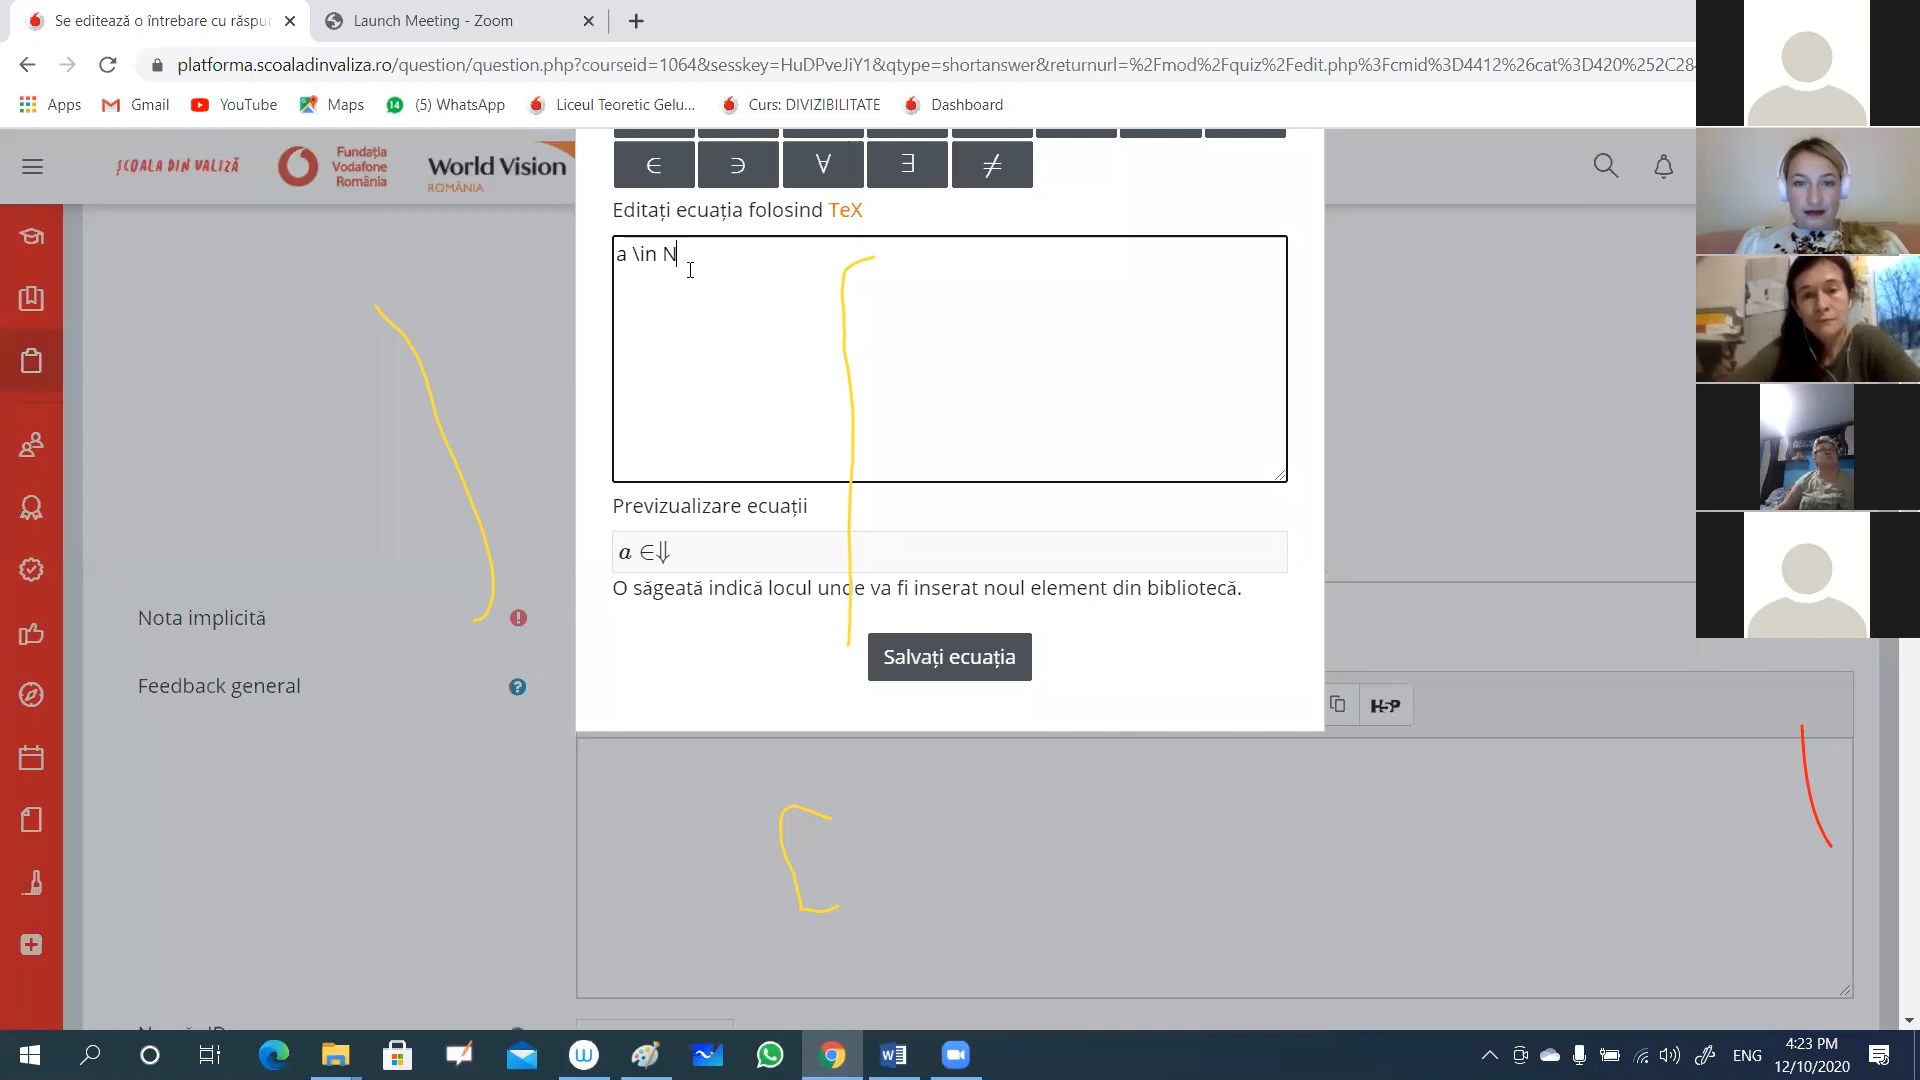 Se editează o întrebare cu răspur
Launch Meeting - Zoom
platforma.scoaladinvaliza.ro/question/question.php?courseid=1064&sesskey=HuDPveJiY1&qtype=shortanswer&returnurl=%2Fmod%2Fquiz%2Fedit.php%3Fcmid%3D4412%26cat%3D420%252C28
Apps
Gmail
YouTube
Maps
14
(5) WhatsApp
Liceul Teoretic Gelu...
Curs: DIVIZIBILITATE
Dashboard
ȘCOALA DIN VALIZĂ
Fundația
Vodafone
România
World Vision
ROMÂNIA
∈ ∋ ∀ ∃ ≠
Editați ecuația folosind TeX
a \in N
Previzualizare ecuații
a ∈⇓
O săgeată indică locul unde va fi inserat noul element din bibliotecă.
Salvați ecuația
Nota implicită
Feedback general
H5P
ENG
4:23 PM
12/10/2020